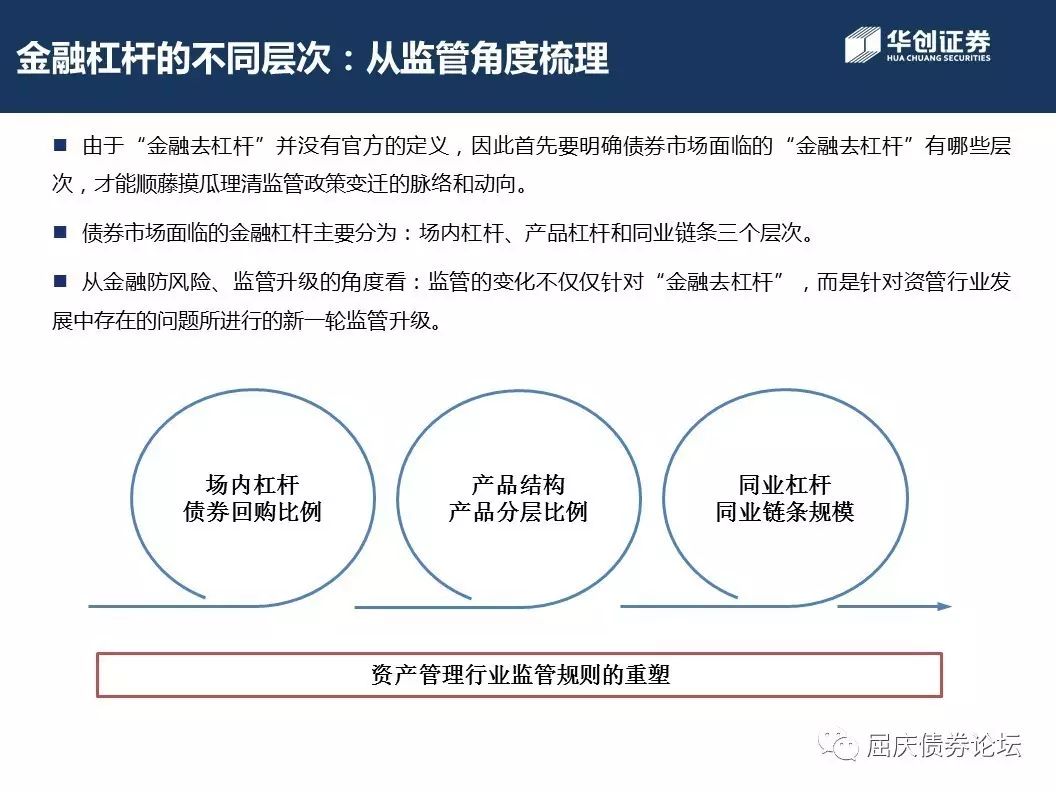 金融杠杆的不同层次：从监管角度梳理
华创证券
HUA CHUANG SECURITIES
■ 由于“金融去杠杆”并没有官方的定义，因此首先要明确债券市场面临的“金融去杠杆”有哪些层
次，才能顺藤摸瓜理清监管政策变迁的脉络和动向。
■ 债券市场面临的金融杠杆主要分为：场内杠杆、产品杠杆和同业链条三个层次。
■ 从金融防风险、监管升级的角度看：监管的变化不仅仅针对“金融去杠杆”，而是针对资管行业发
展中存在的问题所进行的新一轮监管升级。
场内杠杆
债券回购比例
产品结构
产品分层比例
同业杠杆
同业链条规模
资产管理行业监管规则的重塑
屈庆债券论坛